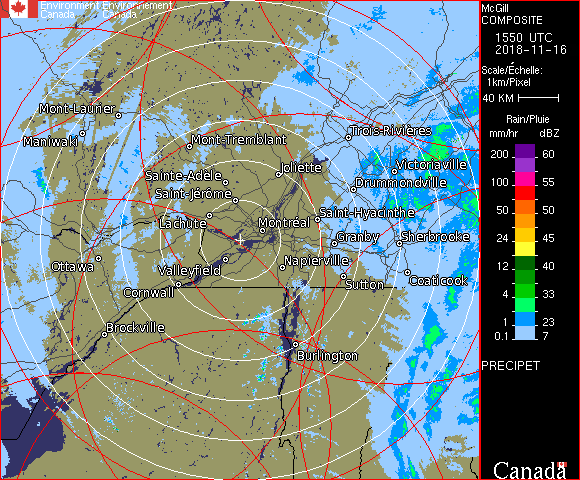 Environment Environnement
Canada Canada
McGill
COMPOSITE
1550 UTC
2018-11-16
Scale/Échelle:
1km/Pixel
40 KM
Rain/Pluie
mm/hr dBZ
200 60
55
100 55
50 50
24 45
12 40
4 33
1 23
0.1 7
PRECIPET
Canada
Mont-Laurier
Maniwaki
Mont-Tremblant
Trois-Rivières
Joliette
Victoriaville
Sainte-Adèle
Drummondville
Saint-Jérôme
Saint-Hyacinthe
Lachute
Montréal
Granby
Sherbrooke
Ottawa
Valleyfield
Napierville
Coaticook
Cornwall
Sutton
Brockville
Burlington